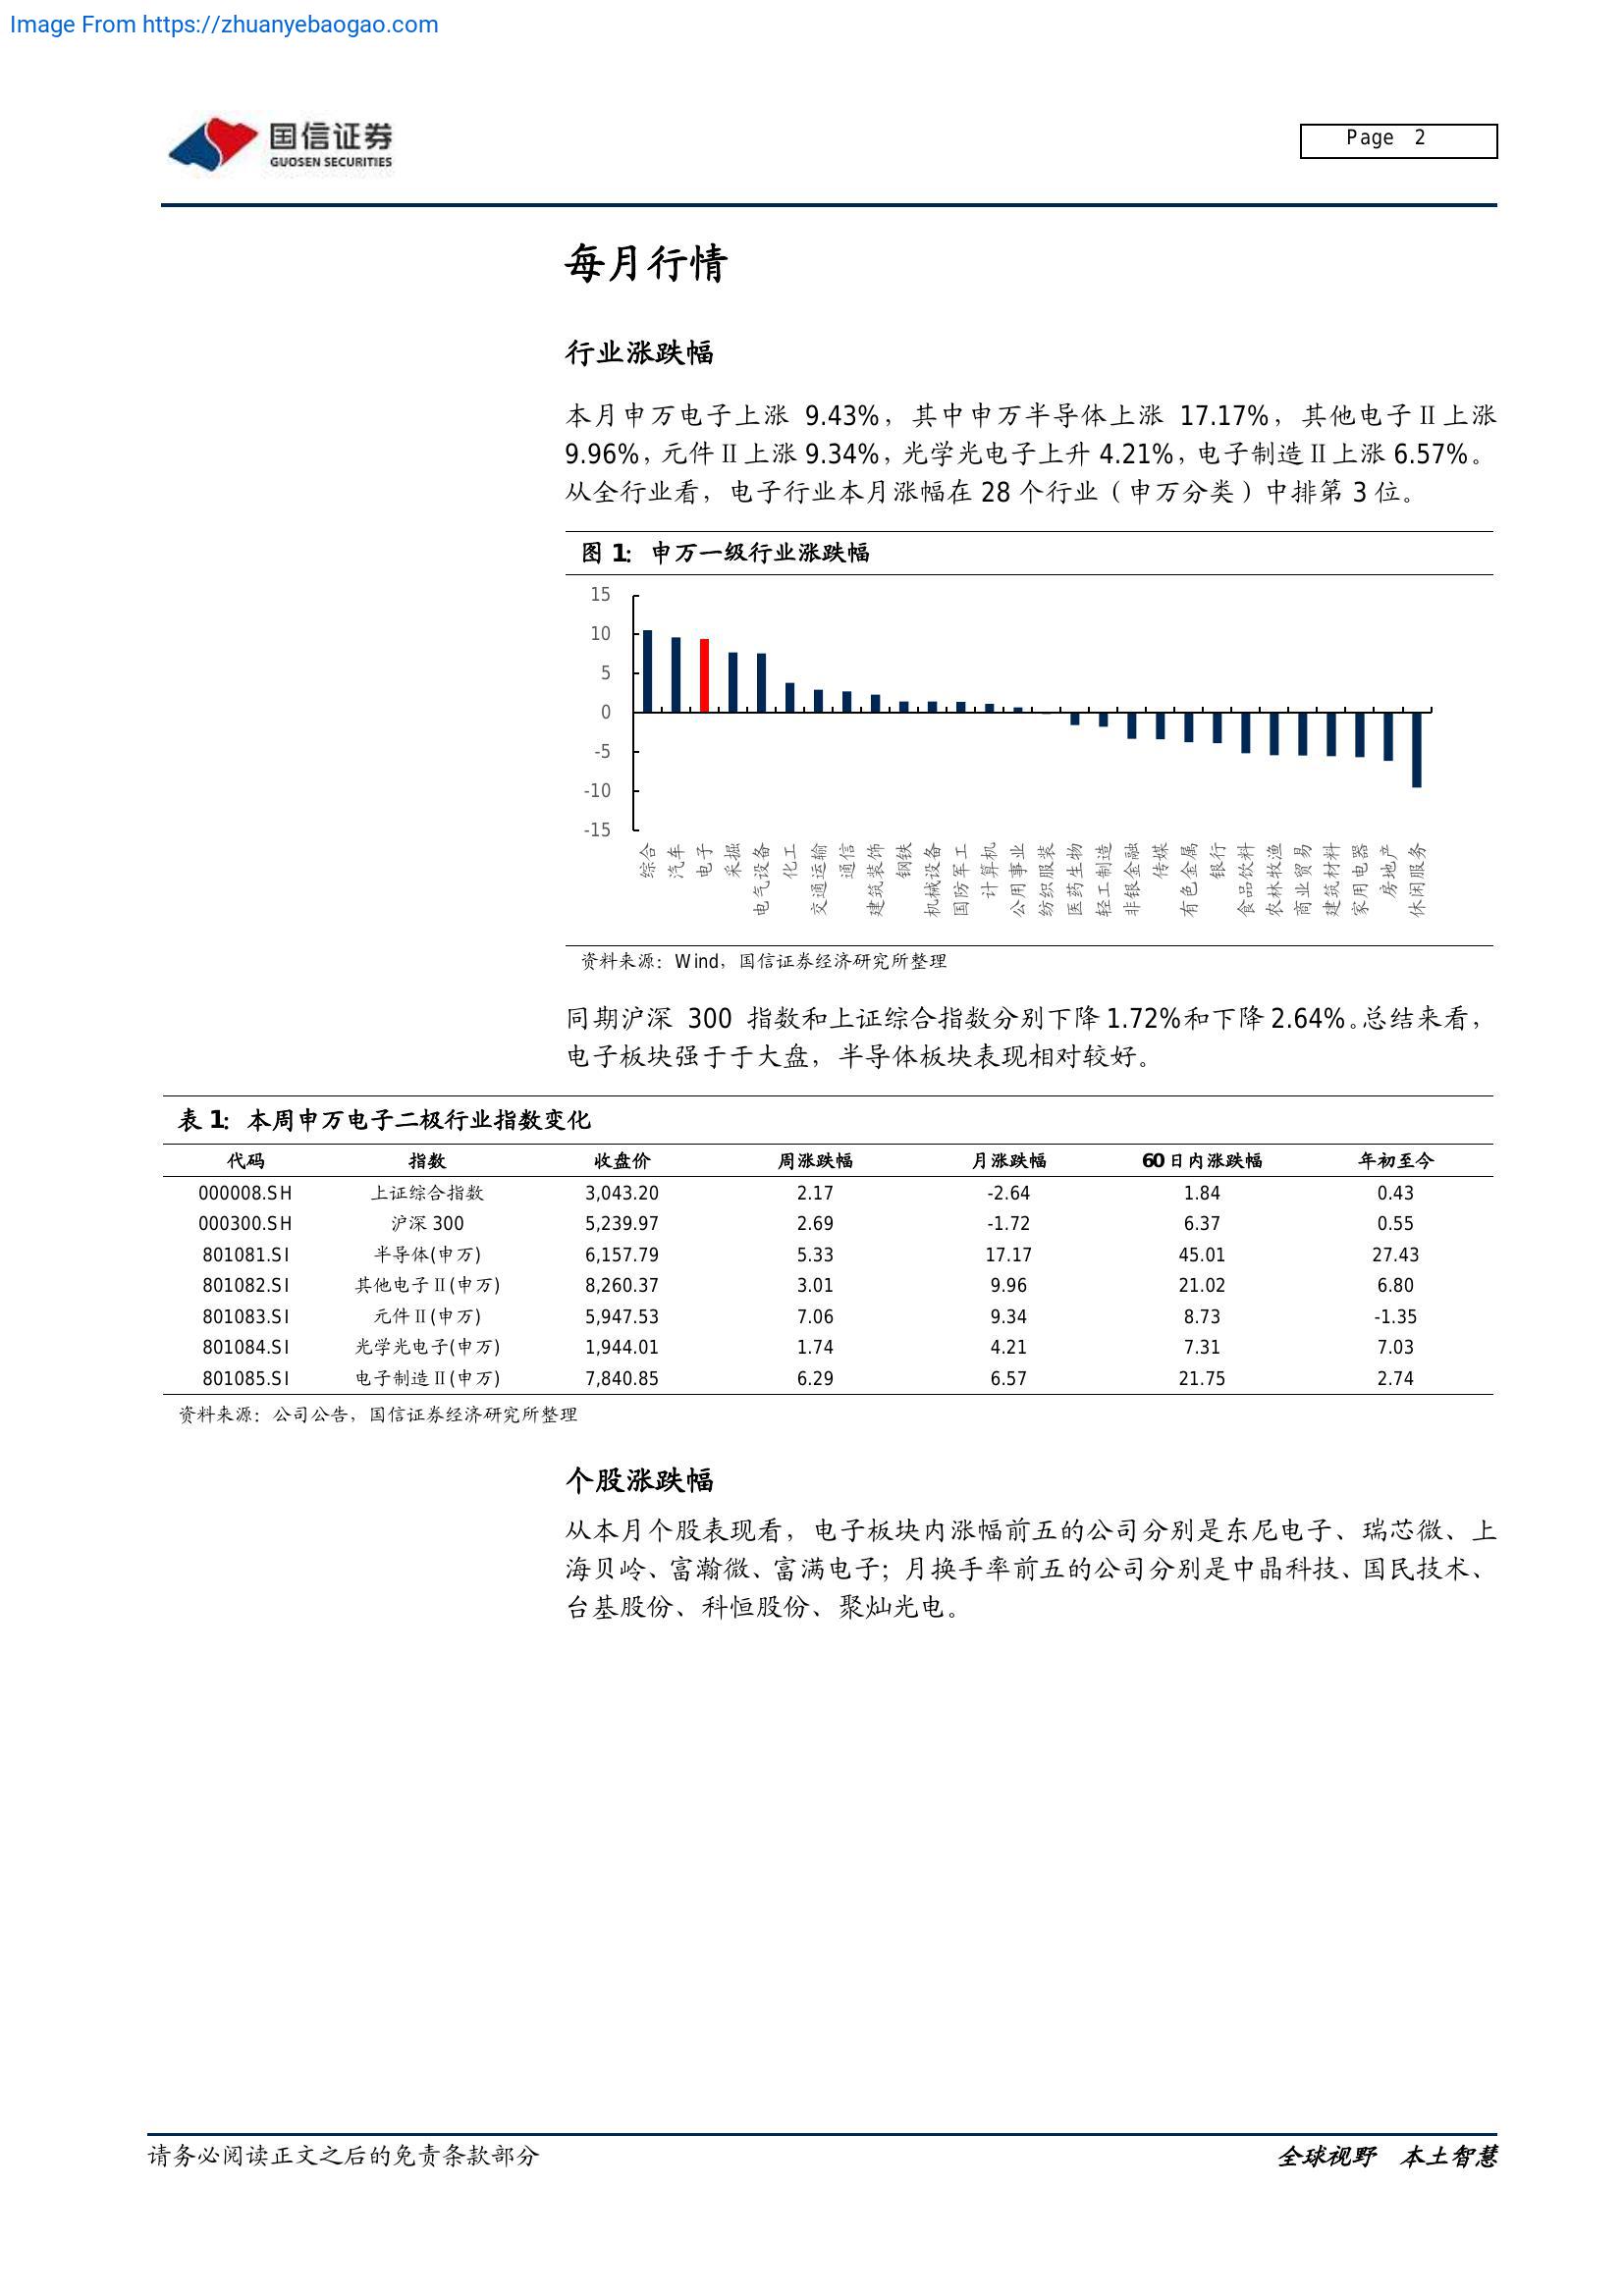 Image From https://zhuanyebaogao.com
国信证券
GUOSEN SECURITIES
Page 2
每月行情
行业涨跌幅
本月申万电子上涨 9.43%，其中申万半导体上涨 17.17%，其他电子Ⅱ上涨
9.96%，元件Ⅱ上涨 9.34%，光学光电子上升 4.21%，电子制造Ⅱ上涨 6.57%。
从全行业看，电子行业本月涨幅在 28 个行业（申万分类）中排第 3 位。
图 1：申万一级行业涨跌幅
15
10
5
0
-5
-10
-15
综合
汽车
电子
采掘
电气设备
化工
交通运输
通信
建筑装饰
钢铁
机械设备
国防军工
计算机
公用事业
纺织服装
医药生物
轻工制造
非银金融
传媒
有色金属
银行
食品饮料
农林牧渔
商业贸易
建筑材料
家用电器
房地产
休闲服务
资料来源：Wind，国信证券经济研究所整理
同期沪深 300 指数和上证综合指数分别下降 1.72%和下降 2.64%。总结来看，
电子板块强于于大盘，半导体板块表现相对较好。
表 1：本周申万电子二极行业指数变化
代码 指数 收盘价 周涨跌幅 月涨跌幅 60 日内涨跌幅 年初至今
000008.SH 上证综合指数 3,043.20 2.17 -2.64 1.84 0.43
000300.SH 沪深 300 5,239.97 2.69 -1.72 6.37 0.55
801081.SI 半导体(申万) 6,157.79 5.33 17.17 45.01 27.43
801082.SI 其他电子Ⅱ(申万) 8,260.37 3.01 9.96 21.02 6.80
801083.SI 元件Ⅱ(申万) 5,947.53 7.06 9.34 8.73 -1.35
801084.SI 光学光电子(申万) 1,944.01 1.74 4.21 7.31 7.03
801085.SI 电子制造Ⅱ(申万) 7,840.85 6.29 6.57 21.75 2.74
资料来源：公司公告，国信证券经济研究所整理
个股涨跌幅
从本月个股表现看，电子板块内涨幅前五的公司分别是东尼电子、瑞芯微、上
海贝岭、富瀚微、富满电子；月换手率前五的公司分别是中晶科技、国民技术、
台基股份、科恒股份、聚灿光电。
请务必阅读正文之后的免责条款部分
全球视野 本土智慧